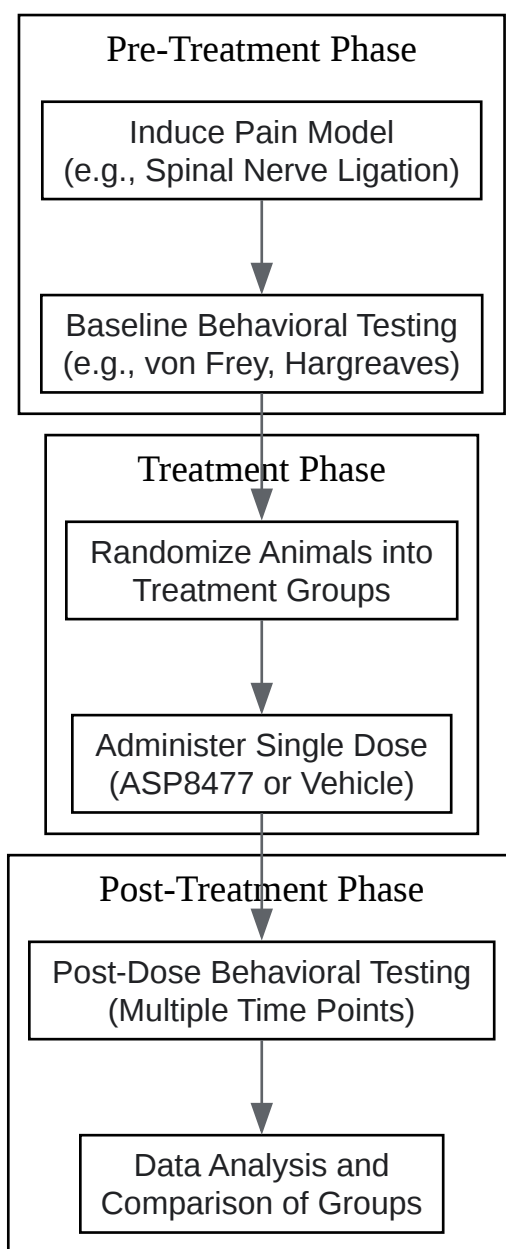 Pre-Treatment Phase
Induce Pain Model
(e.g., Spinal Nerve Ligation)
Baseline Behavioral Testing
(e.g., von Frey, Hargreaves)
Treatment Phase
Randomize Animals into
Treatment Groups
Administer Single Dose
(ASP8477 or Vehicle)
Post-Treatment Phase
Post-Dose Behavioral Testing
(Multiple Time Points)
Data Analysis and
Comparison of Groups